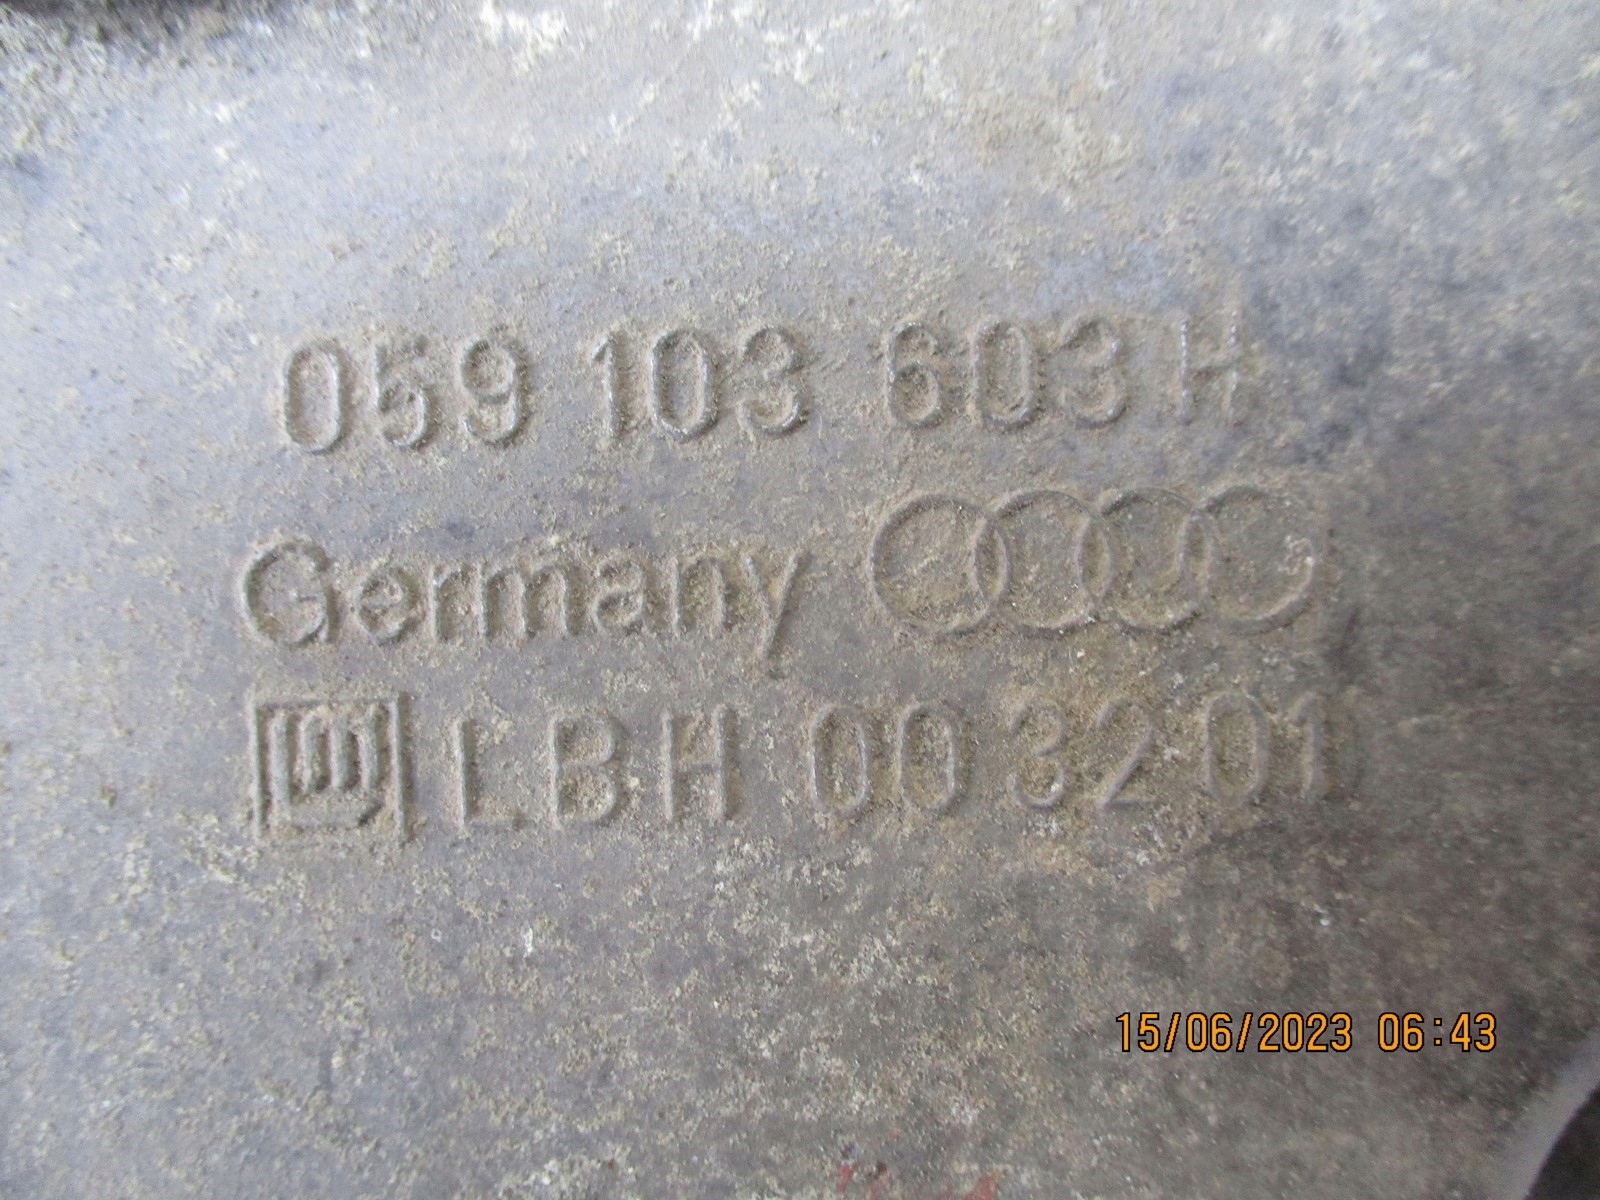 059 103 603 H
Germany
LBH 00 32 01
15/06/2023 06:43